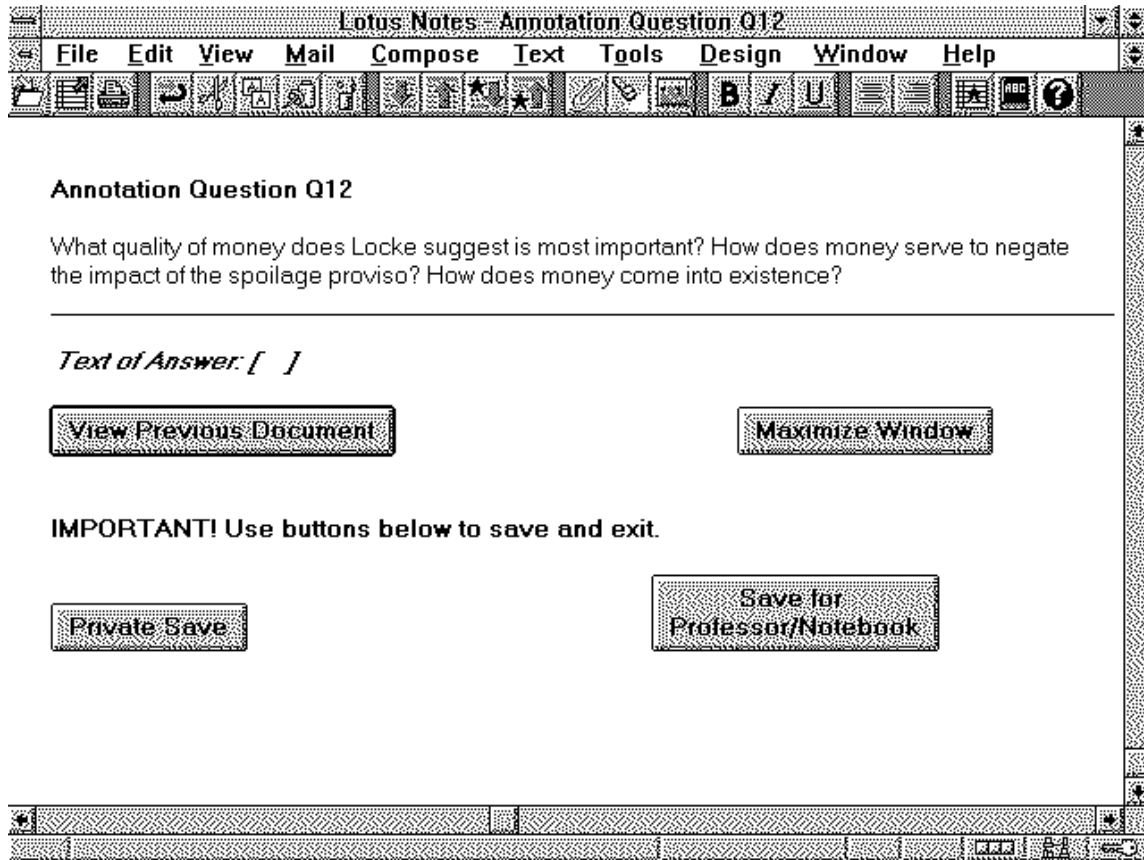 Lotus Notes - Annotation Question Q12
File Edit View Mail Compose Text Tools Design Window Help
B I U ABC ?
Annotation Question Q12
What quality of money does Locke suggest is most important? How does money serve to negate
the impact of the spoilage proviso? How does money come into existence?
Text of Answer: [ ]
View Previous Document Maximize Window
IMPORTANT! Use buttons below to save and exit.
Private Save
Save for
Professor/Notebook